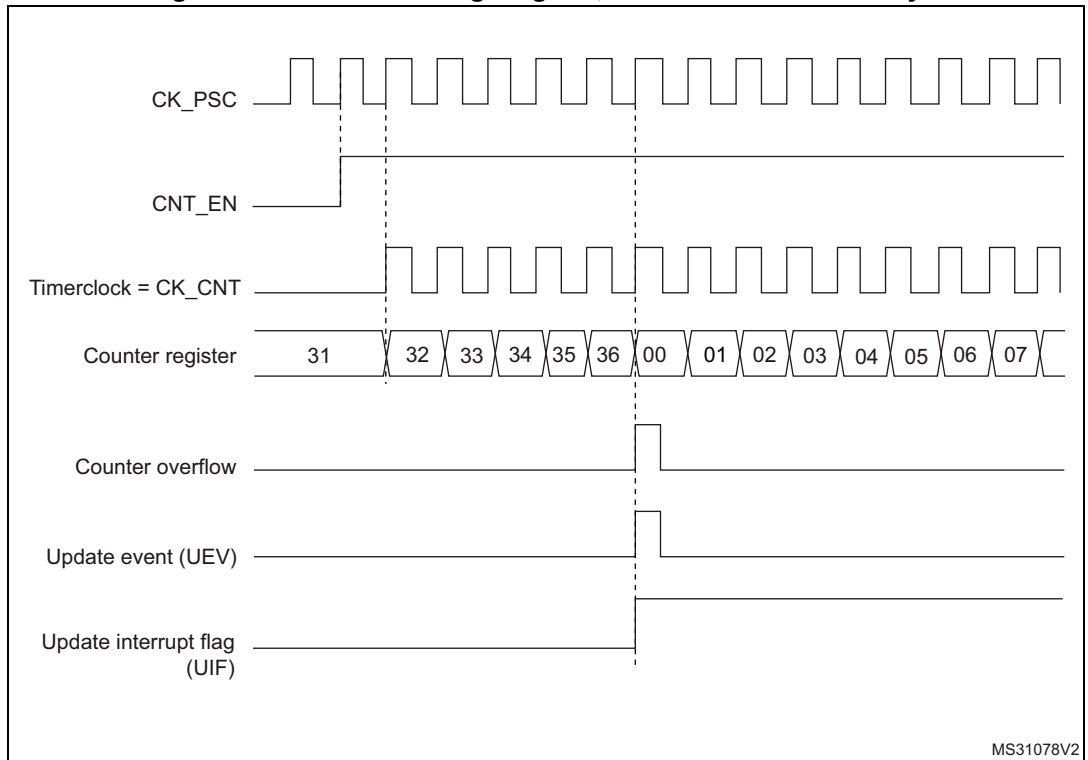 CK_PSC
CNT_EN
Timerclock = CK_CNT
Counter register 31 32 33 34 35 36 00 01 02 03 04 05 06 07
Counter overflow
Update event (UEV)
Update interrupt flag
(UIF)
MS31078V2